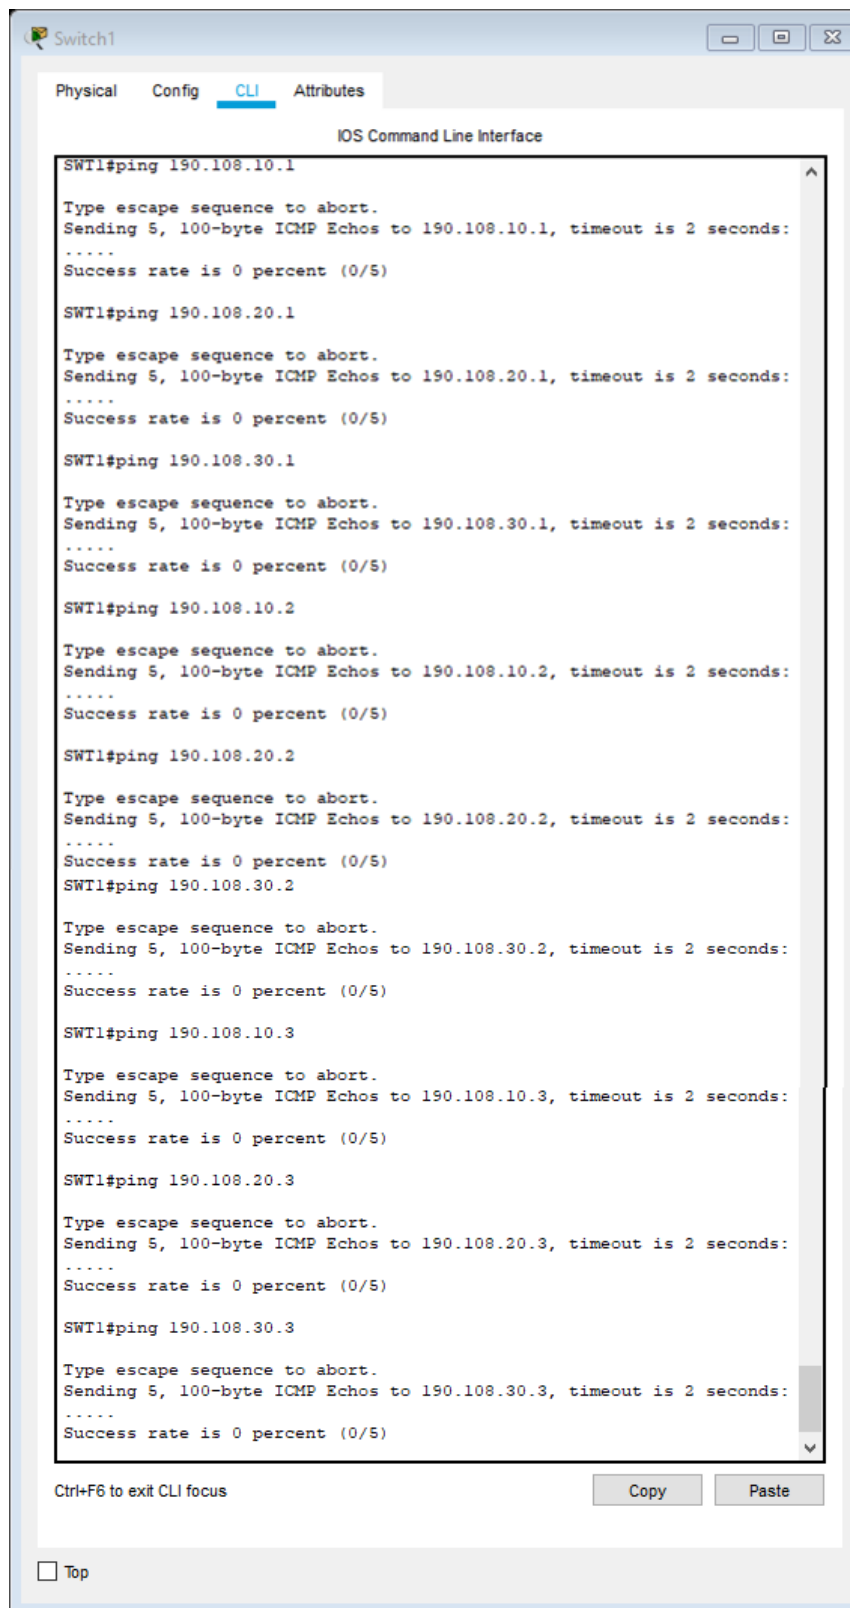 Switch1
Physical Config CLI Attributes
IOS Command Line Interface
SWT1#ping 190.108.10.1
Type escape sequence to abort.
Sending 5, 100-byte ICMP Echos to 190.108.10.1, timeout is 2 seconds:
.....
Success rate is 0 percent (0/5)
SWT1#ping 190.108.20.1
Type escape sequence to abort.
Sending 5, 100-byte ICMP Echos to 190.108.20.1, timeout is 2 seconds:
.....
Success rate is 0 percent (0/5)
SWT1#ping 190.108.30.1
Type escape sequence to abort.
Sending 5, 100-byte ICMP Echos to 190.108.30.1, timeout is 2 seconds:
.....
Success rate is 0 percent (0/5)
SWT1#ping 190.108.10.2
Type escape sequence to abort.
Sending 5, 100-byte ICMP Echos to 190.108.10.2, timeout is 2 seconds:
.....
Success rate is 0 percent (0/5)
SWT1#ping 190.108.20.2
Type escape sequence to abort.
Sending 5, 100-byte ICMP Echos to 190.108.20.2, timeout is 2 seconds:
.....
Success rate is 0 percent (0/5)
SWT1#ping 190.108.30.2
Type escape sequence to abort.
Sending 5, 100-byte ICMP Echos to 190.108.30.2, timeout is 2 seconds:
.....
Success rate is 0 percent (0/5)
SWT1#ping 190.108.10.3
Type escape sequence to abort.
Sending 5, 100-byte ICMP Echos to 190.108.10.3, timeout is 2 seconds:
.....
Success rate is 0 percent (0/5)
SWT1#ping 190.108.20.3
Type escape sequence to abort.
Sending 5, 100-byte ICMP Echos to 190.108.20.3, timeout is 2 seconds:
.....
Success rate is 0 percent (0/5)
SWT1#ping 190.108.30.3
Type escape sequence to abort.
Sending 5, 100-byte ICMP Echos to 190.108.30.3, timeout is 2 seconds:
.....
Success rate is 0 percent (0/5)
Ctrl+F6 to exit CLI focus
Copy Paste
Top